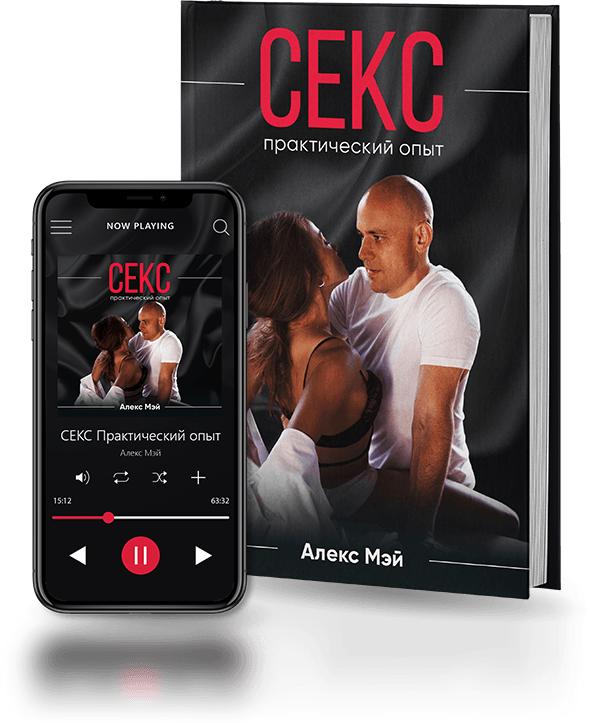 СЕКС
практический опыт
Алекс Мэй
NOW PLAYING
СЕКС
практический опыт
Алекс Мэй
СЕКС Практический опыт
Алекс Мэй
15:12
63:32